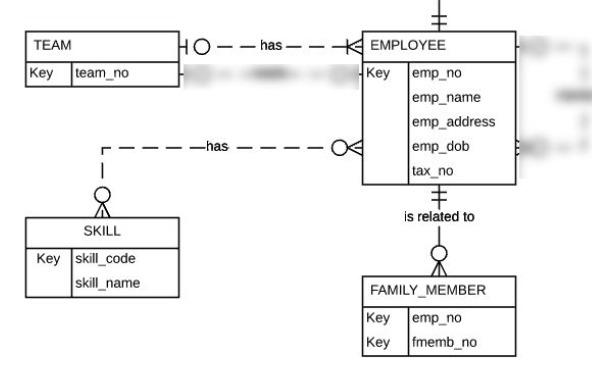 TEAM
Key team_no
has
EMPLOYEE
Key emp_no
emp_name
emp_address
emp_dob
tax_no
has
SKILL
Key skill_code
skill_name
is related to
FAMILY_MEMBER
Key emp_no
Key fmemb_no